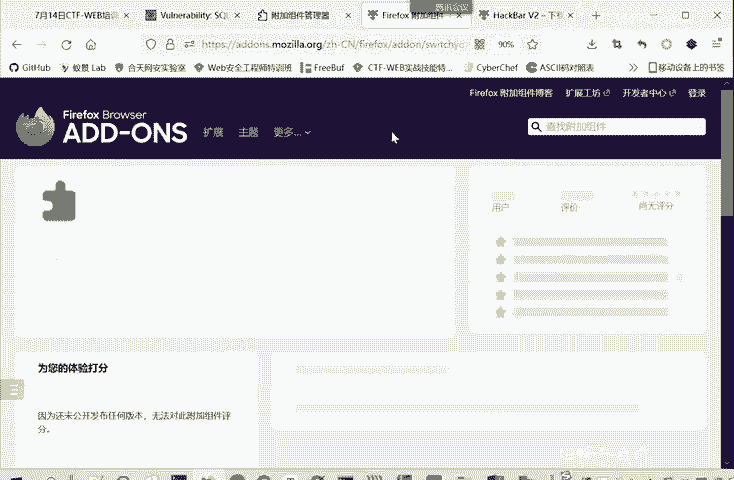 腾讯会议
7月14日CTF-WEB培训 Vulnerability: SQL 附加组件管理器 Firefox 附加组件 HackBar V2 – 下载
https://addons.mozilla.org/zh-CN/firefox/addon/switchyo 90%
GitHub 蚁景 Lab 合天网安实验室 Web安全工程师特训班 FreeBuf CTF-WEB实战技能特... CyberChef ASCII码对照表 移动设备上的书签
Firefox 附加组件博客 扩展工坊 开发者中心 登录
Firefox Browser
ADD-ONS 扩展 主题 更多...
查找附加组件
用户 评价 尚无评分
为您的体验打分
因为还未公开发布任何版本，无法对此附加组件评
分。